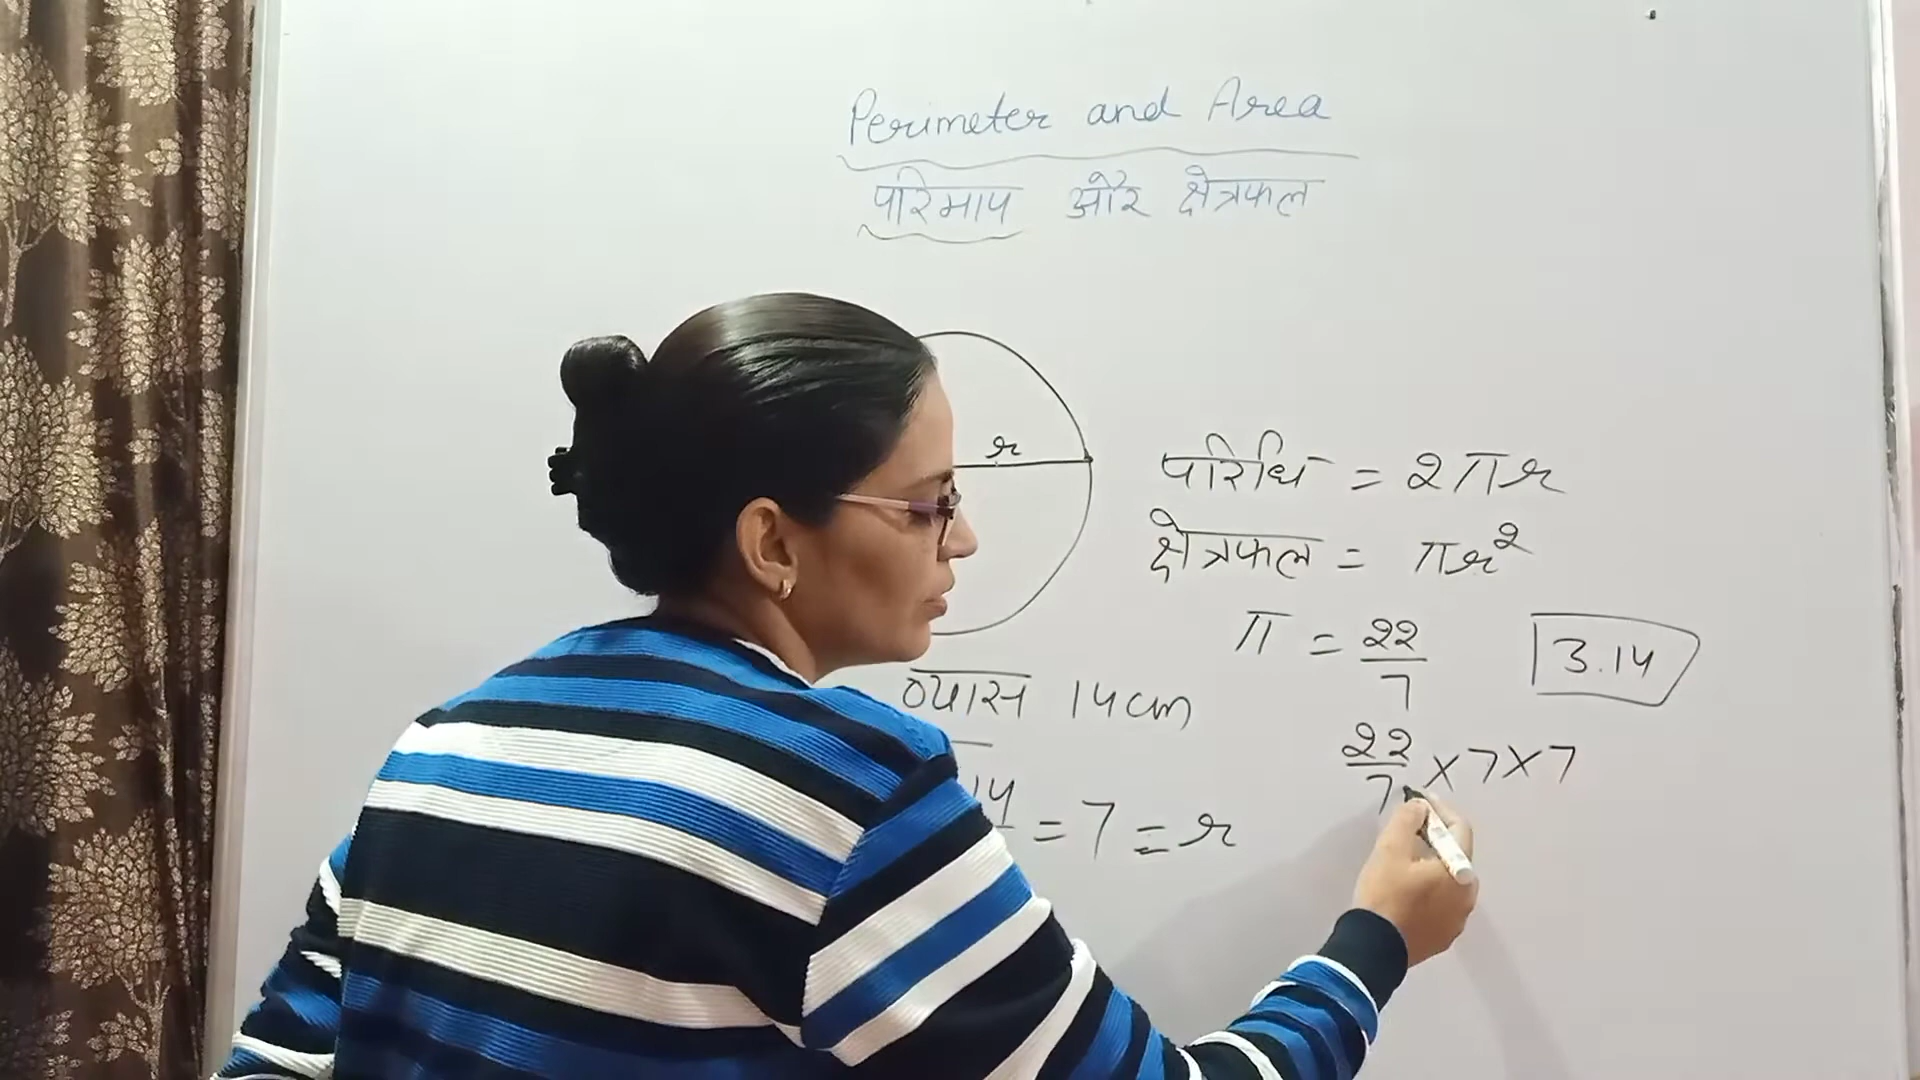 Perimeter and Area
परिमाप और क्षेत्रफल
r
परिधि = 2πr
क्षेत्रफल = πr²
π = 22/7
3.14
व्यास 14cm
22/7 × 7 × 7
14 = 7 = r